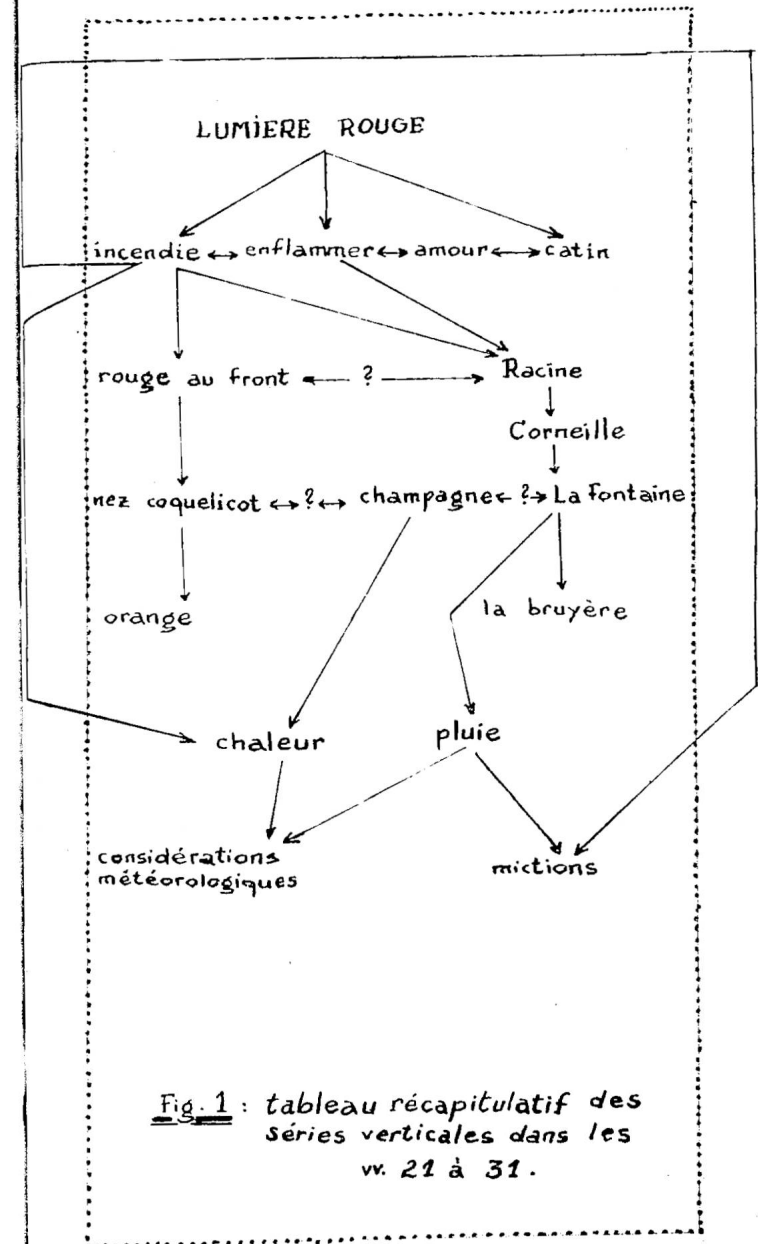 LUMIERE ROUGE
incendie ↔ enflammer ↔ amour ↔ catin
rouge au front ← ? → Racine
Corneille
nez coquelicot ↔ ? ↔ champagne ← ? → La Fontaine
orange
la bruyère
chaleur
pluie
considérations
météorologiques
mictions
Fig. 1 : tableau récapitulatif des
séries verticales dans les
vv. 21 à 31.